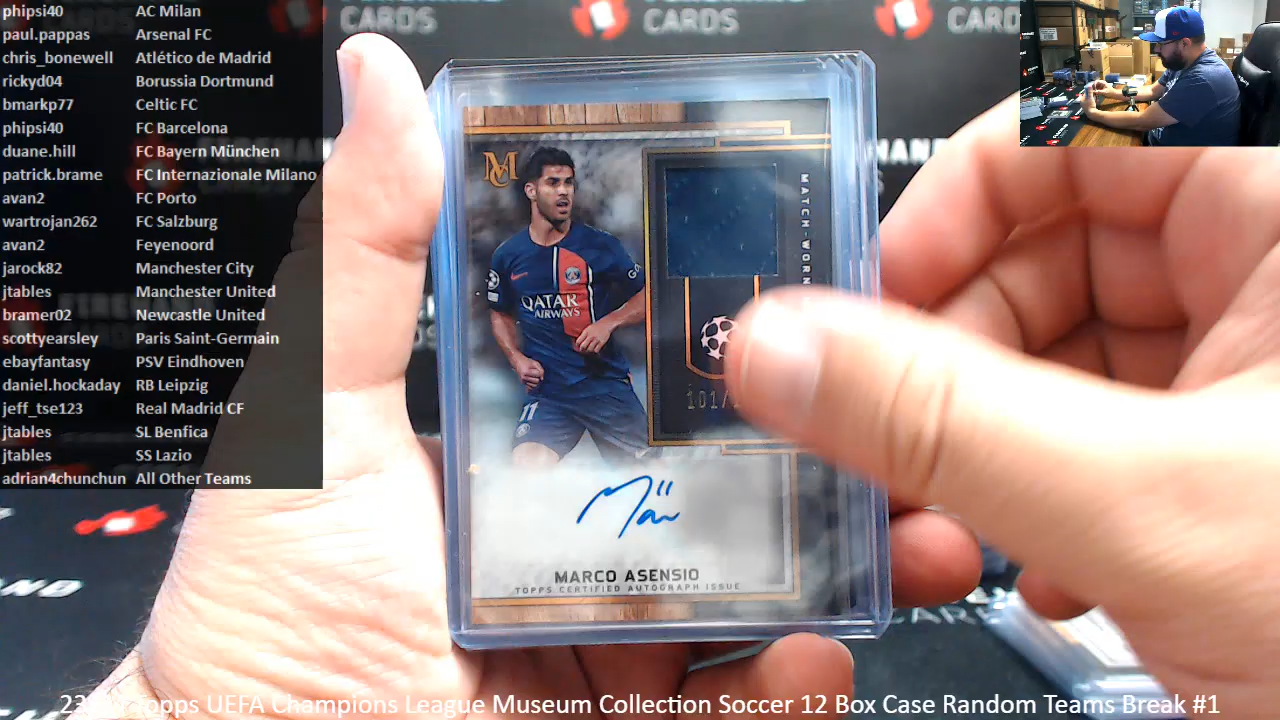 phipsi40 AC Milan
paul.pappas Arsenal FC
chris_bonewell Atlético de Madrid
rickyd04 Borussia Dortmund
bmarkp77 Celtic FC
phipsi40 FC Barcelona
duane.hill FC Bayern München
patrick.brame FC Internazionale Milano
avan2 FC Porto
wartrojan262 FC Salzburg
avan2 Feyenoord
jarock82 Manchester City
jtables Manchester United
bramer02 Newcastle United
scottyearsley Paris Saint-Germain
ebayfantasy PSV Eindhoven
daniel.hockaday RB Leipzig
jeff_tse123 Real Madrid CF
jtables SL Benfica
jtables SS Lazio
adrian4chunchun All Other Teams
CARDS
CARDS
MC
MATCH-WORN
QATAR
AIRWAYS
11
101/
MARCO ASENSIO
TOPPS CERTIFIED AUTOGRAPH ISSUE
Topps UEFA Champions League Museum Collection Soccer 12 Box Case Random Teams Break #1